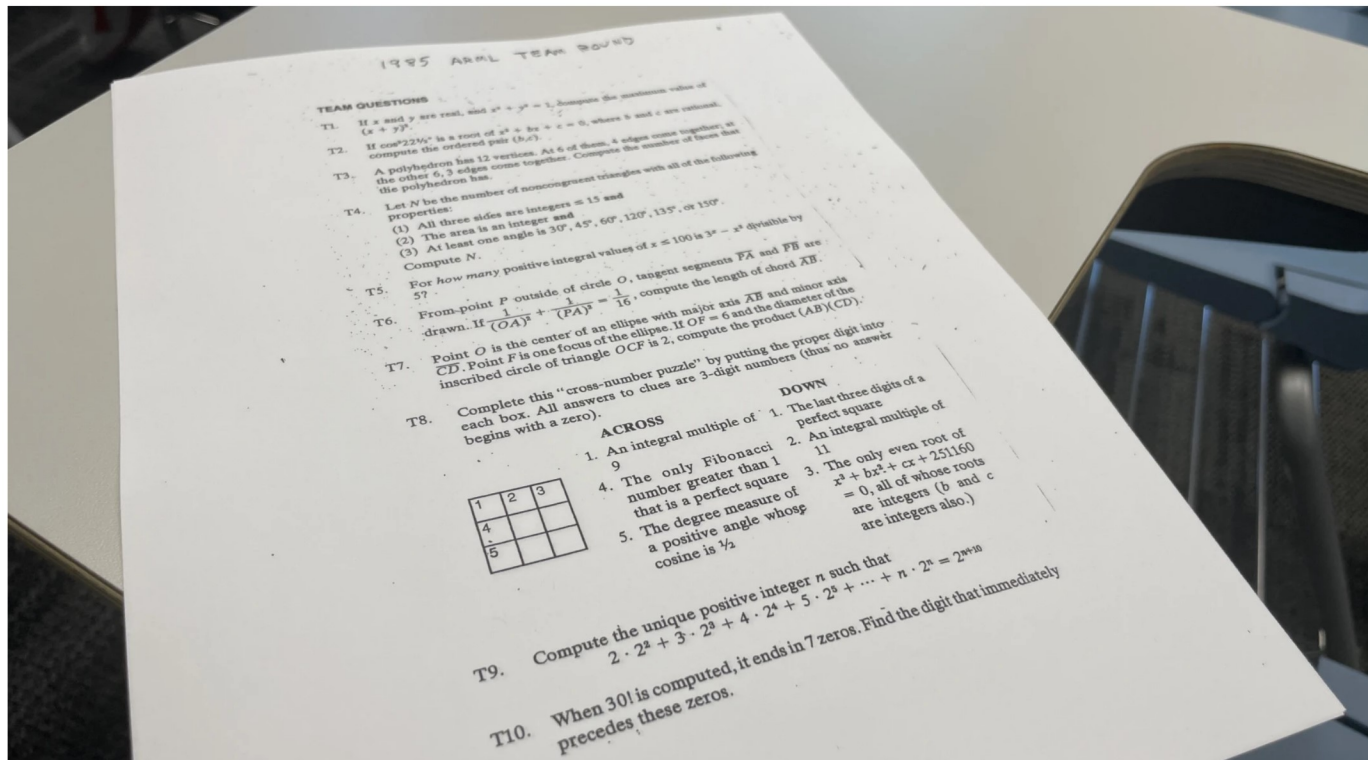 1985 ARML TEAM ROUND
TEAM QUESTIONS
T1. If x and y are real, and x² + y² = 1, compute the maximum value of
(x + y)².
T2. If cos²22½° is a root of x² + bx + c = 0, where b and c are rational,
compute the ordered pair (b,c).
T3. A polyhedron has 12 vertices. At 6 of them, 4 edges come together; at
the other 6, 3 edges come together. Compute the number of faces that
the polyhedron has.
T4. Let N be the number of noncongruent triangles with all of the following
properties:
(1) All three sides are integers ≤ 15 and
(2) The area is an integer and
(3) At least one angle is 30°, 45°, 60°, 120°, 135°, or 150°.
Compute N.
T5. For how many positive integral values of x ≤ 100 is 3ˣ − x² divisible by
5?
T6. From point P outside of circle O, tangent segments PA and PB are
drawn. If 1/(OA)² + 1/(PA)² = 1/16, compute the length of chord AB.
T7. Point O is the center of an ellipse with major axis AB and minor axis
CD. Point F is one focus of the ellipse. If OF = 6 and the diameter of the
inscribed circle of triangle OCF is 2, compute the product (AB)(CD).
T8. Complete this "cross-number puzzle" by putting the proper digit into
each box. All answers to clues are 3-digit numbers (thus no answer
begins with a zero).
1 2 3
4
5
ACROSS
1. An integral multiple of
9
4. The only Fibonacci
number greater than 1
that is a perfect square
5. The degree measure of
a positive angle whose
cosine is ½
DOWN
1. The last three digits of a
perfect square
2. An integral multiple of
11
3. The only even root of
x³ + bx² + cx + 251160
= 0, all of whose roots
are integers (b and c
are integers also.)
T9. Compute the unique positive integer n such that
2 · 2² + 3 · 2³ + 4 · 2⁴ + 5 · 2⁵ + ··· + n · 2ⁿ = 2ⁿ⁺¹⁰
T10. When 30! is computed, it ends in 7 zeros. Find the digit that immediately
precedes these zeros.